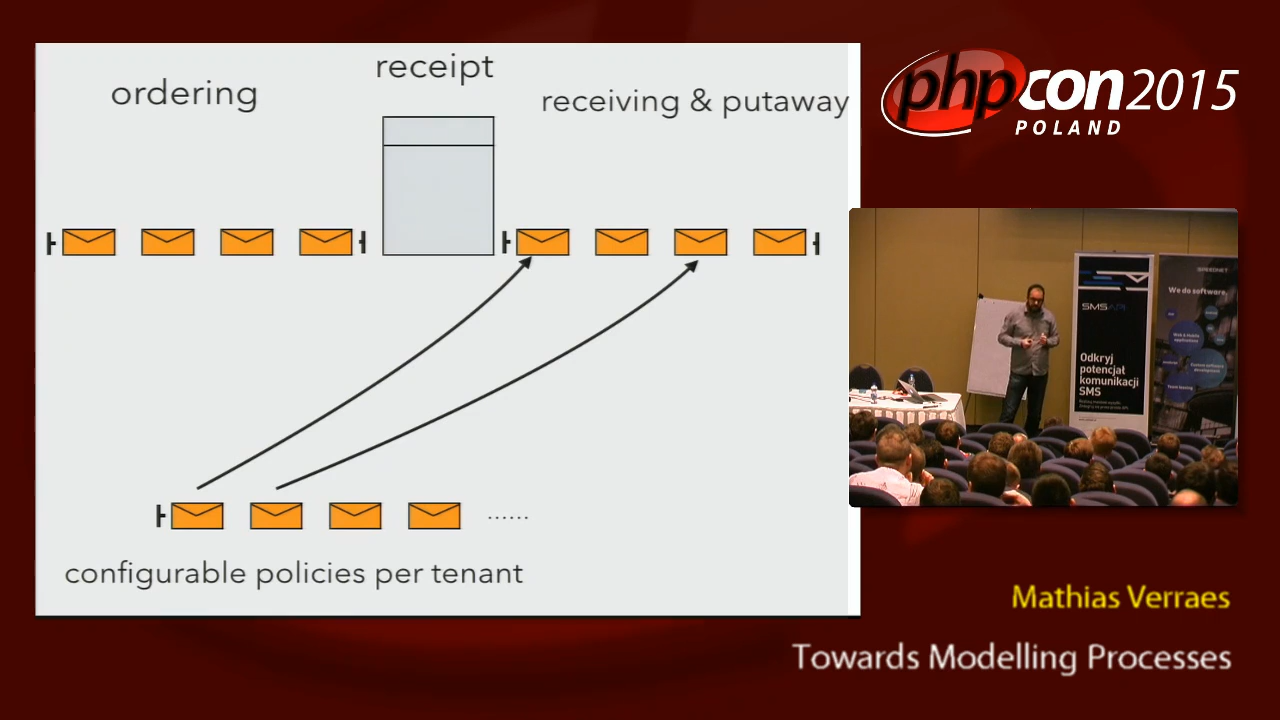 ordering
receipt
receiving & putaway
configurable policies per tenant
phpcon2015
POLAND
SPEEDNET
We do software.
SMSAPI
Odkryj
potencjał
komunikacji
SMS
Mathias Verraes
Towards Modelling Processes